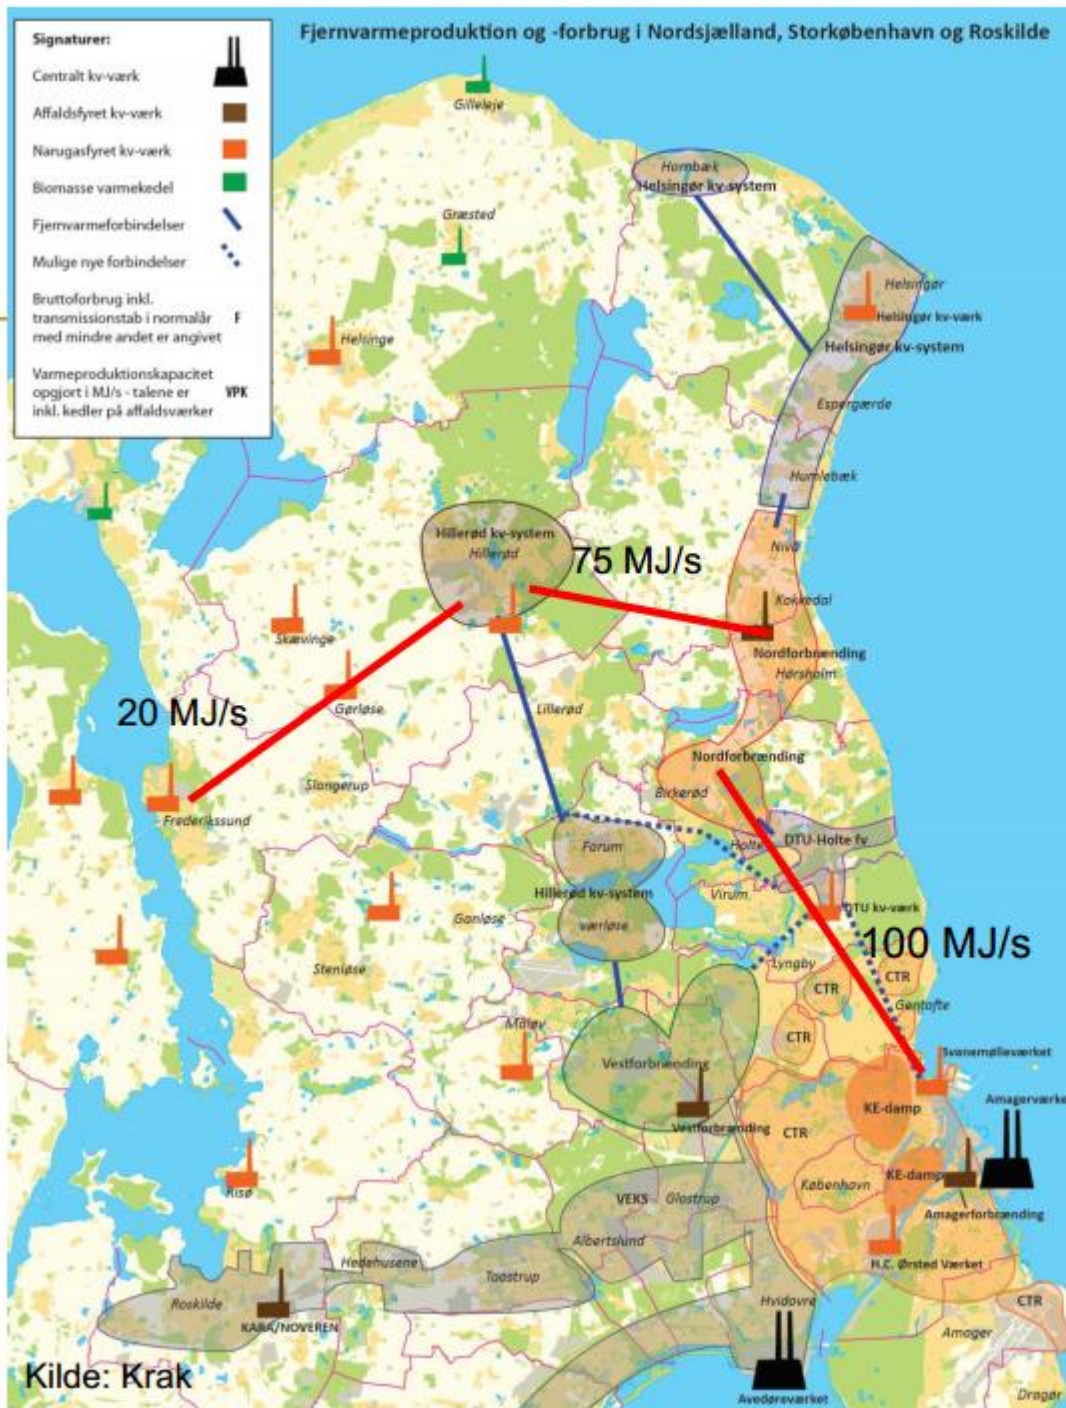 Fjernvarmeproduktion og -forbrug i Nordsjælland, Storkøbenhavn og Roskilde
Signaturer:
Centralt kv-værk
Affaldsfyret kv-værk
Narugasfyret kv-værk
Biomasse varmekedel
Fjernvarmeforbindelser
Mulige nye forbindelser
Bruttoforbrug inkl.
transmissionstab i normalår F
med mindre andet er angivet
Varmeproduktionskapacitet
opgjort i MJ/s - talene er VPK
inkl. kedler på affaldsværker
Gilleleje
Hornbæk
Helsingør kv-system
Græsted
Helsingør
Helsingør kv-værk
Helsinge
Helsingør kv-system
Espergærde
Humlebæk
Hillerød kv-system
Hillerød
75 MJ/s
Nivå
Kokkedal
Skævinge
Nordforbrænding
Hørsholm
20 MJ/s
Gørløse
Lillerød
Nordforbrænding
Slangerup
Birkerød
Frederikssund
Farum
Holte
DTU-Holte fv
Hillerød kv-system
Virum
DTU kv-værk
Ganløse
værløse
100 MJ/s
Stenløse
Lyngby
CTR
CTR
Gentofte
Måløv
CTR
Svanemølleværket
Vestforbrænding
Amagerværke
KE-damp
Vestforbrænding
CTR
KE-damp
København
VEKS
Glostrup
Amagerforbrænding
Albertslund
H.C. Ørsted Værket
Hedehusene
Taastrup
Roskilde
Hvidovre
CTR
KARA/NOVEREN
Amager
Kilde: Krak
Avedøreværket
Dragør